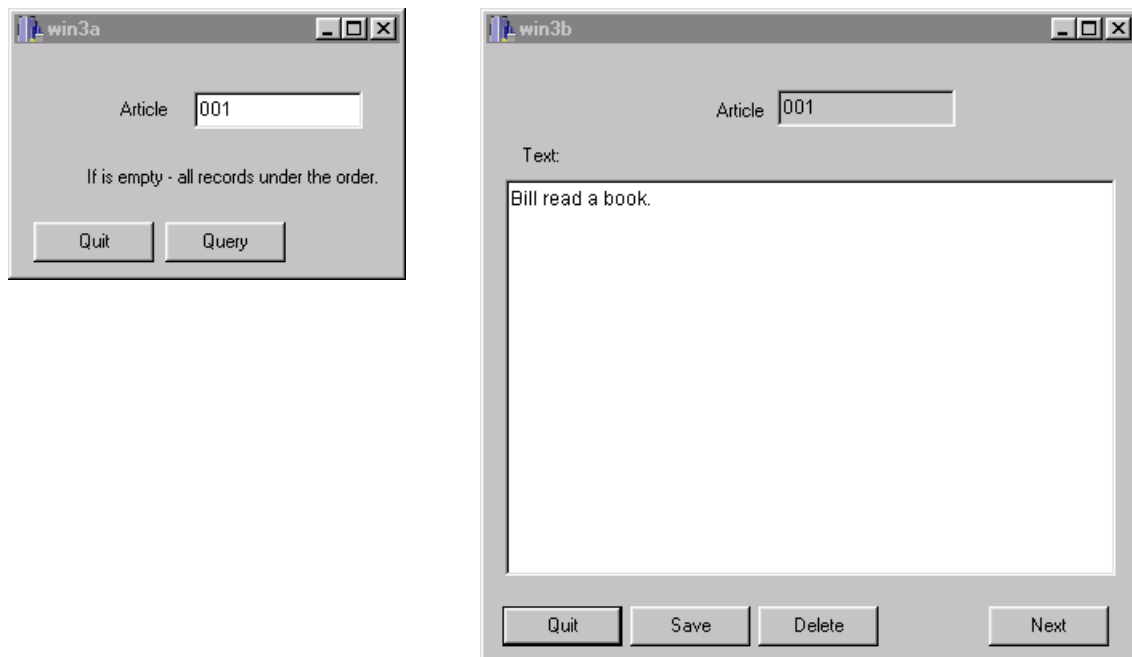 win3a
Article 001
If is empty - all records under the order.
Quit Query
win3b
Article 001
Text:
Bill read a book.
Quit Save Delete Next